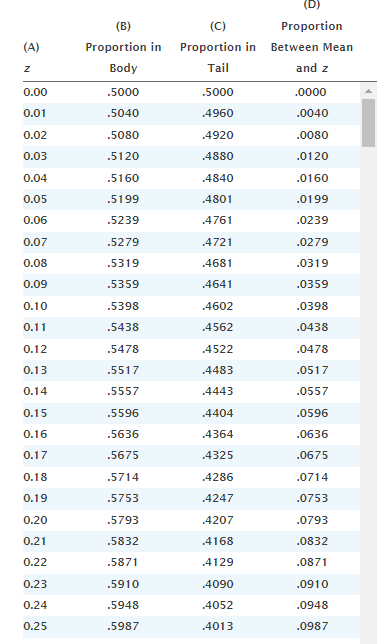 (D)
(B) (C) Proportion
(A) Proportion in Proportion in Between Mean
z Body Tail and z
0.00 .5000 .5000 .0000
0.01 .5040 .4960 .0040
0.02 .5080 .4920 .0080
0.03 .5120 .4880 .0120
0.04 .5160 .4840 .0160
0.05 .5199 .4801 .0199
0.06 .5239 .4761 .0239
0.07 .5279 .4721 .0279
0.08 .5319 .4681 .0319
0.09 .5359 .4641 .0359
0.10 .5398 .4602 .0398
0.11 .5438 .4562 .0438
0.12 .5478 .4522 .0478
0.13 .5517 .4483 .0517
0.14 .5557 .4443 .0557
0.15 .5596 .4404 .0596
0.16 .5636 .4364 .0636
0.17 .5675 .4325 .0675
0.18 .5714 .4286 .0714
0.19 .5753 .4247 .0753
0.20 .5793 .4207 .0793
0.21 .5832 .4168 .0832
0.22 .5871 .4129 .0871
0.23 .5910 .4090 .0910
0.24 .5948 .4052 .0948
0.25 .5987 .4013 .0987